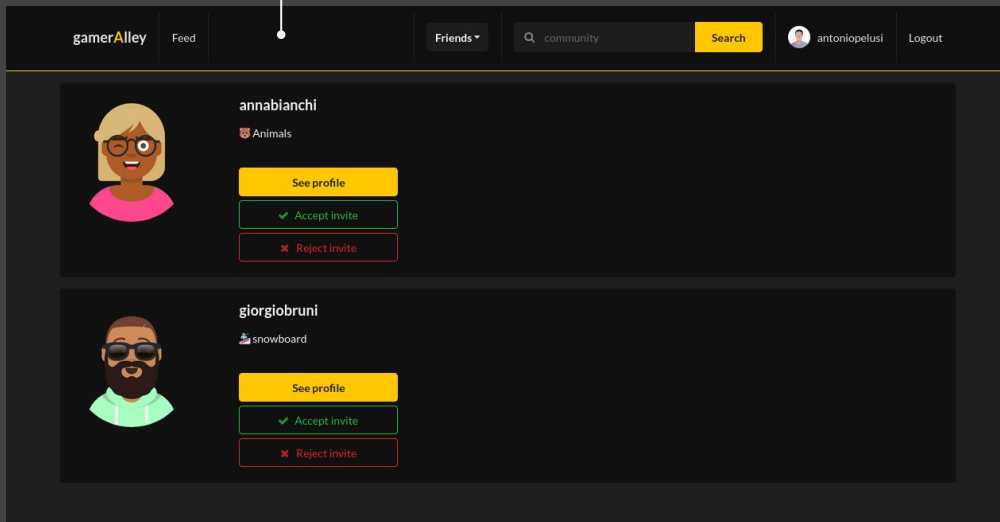 gamerAlley Feed Friends community Search antoniopelusi Logout
annabianchi
🐻 Animals
See profile
Accept invite
Reject invite
giorgiobruni
🏂 snowboard
See profile
Accept invite
Reject invite